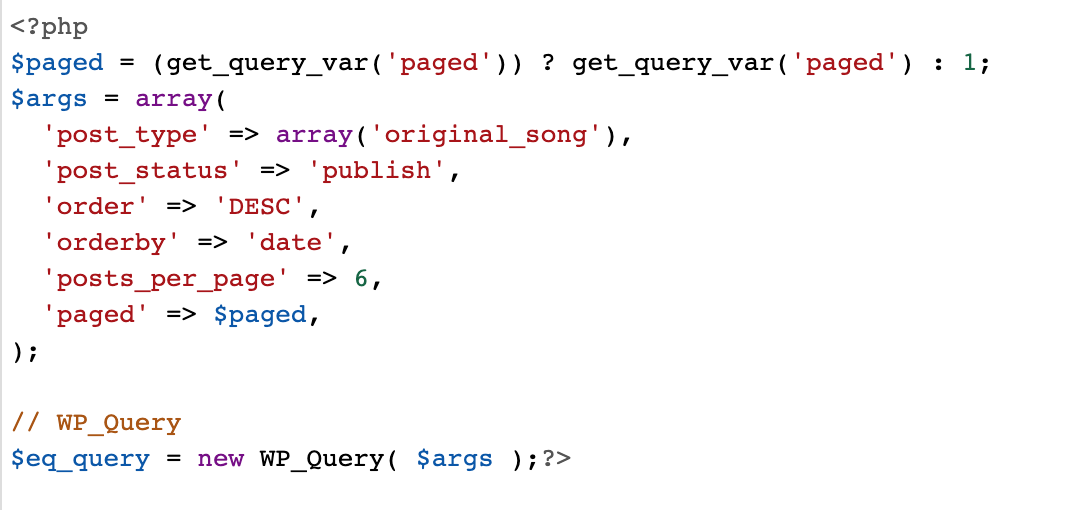 <?php
$paged = (get_query_var('paged')) ? get_query_var('paged') : 1;
$args = array(
  'post_type' => array('original_song'),
  'post_status' => 'publish',
  'order' => 'DESC',
  'orderby' => 'date',
  'posts_per_page' => 6,
  'paged' => $paged,
);

// WP_Query
$eq_query = new WP_Query( $args );?>